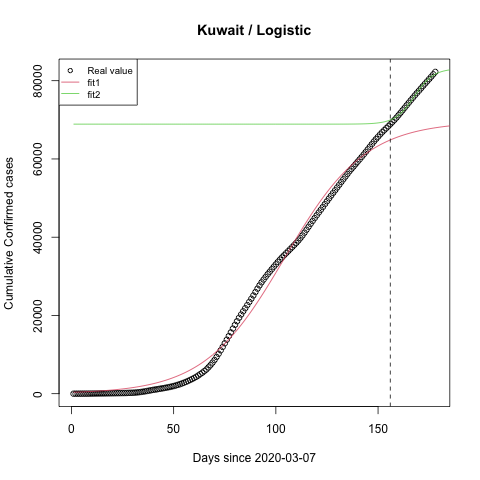 Kuwait / Logistic
Real value
fit1
fit2
Cumulative Confirmed cases
80000
60000
40000
20000
0
0 50 100 150
Days since 2020-03-07